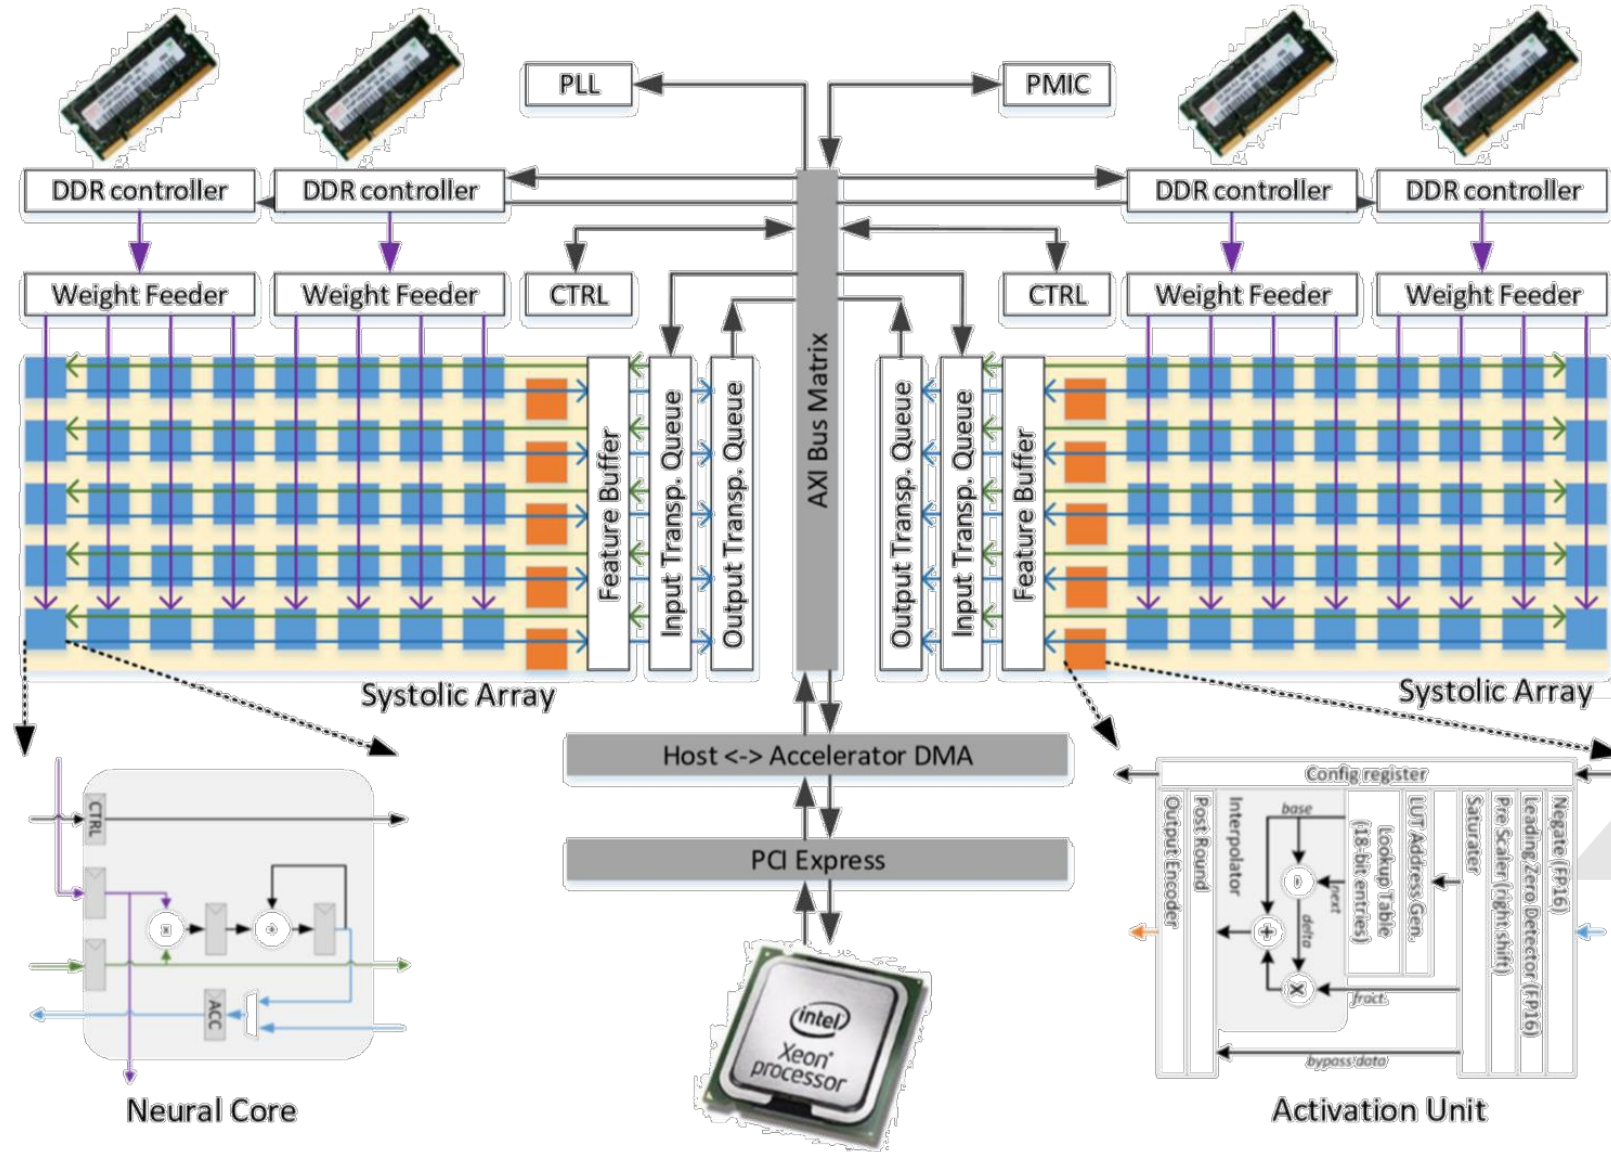 PLL
PMIC
DDR controller
DDR controller
DDR controller
DDR controller
Weight Feeder
Weight Feeder
CTRL
CTRL
Weight Feeder
Weight Feeder
Feature Buffer
Input Transp. Queue
Output Transp. Queue
AXI Bus Matrix
Output Transp. Queue
Input Transp. Queue
Feature Buffer
Systolic Array
Systolic Array
Host <-> Accelerator DMA
PCI Express
intel
Xeon
processor
CTRL
ACC
Neural Core
Config register
Output Encoder
Post Round
Interpolator
base
next
delta
fract
bypass data
Lookup Table
(18-bit entries)
LUT Address Gen.
Saturater
Pre Scaler (right shift)
Leading Zero Detector (FP16)
Negate (FP16)
Activation Unit